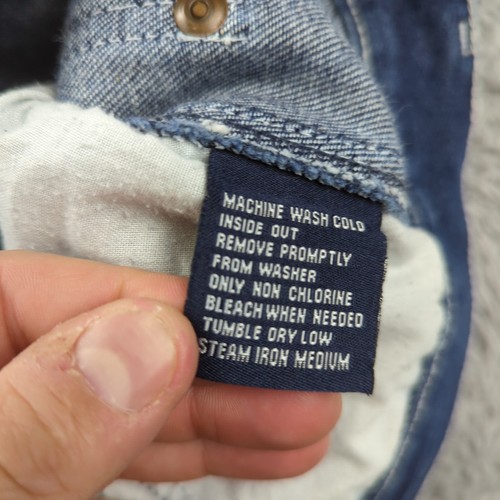 MACHINE WASH COLD
INSIDE OUT
REMOVE PROMPTLY
FROM WASHER
ONLY NON CHLORINE
BLEACH WHEN NEEDED
TUMBLE DRY LOW
STEAM IRON MEDIUM